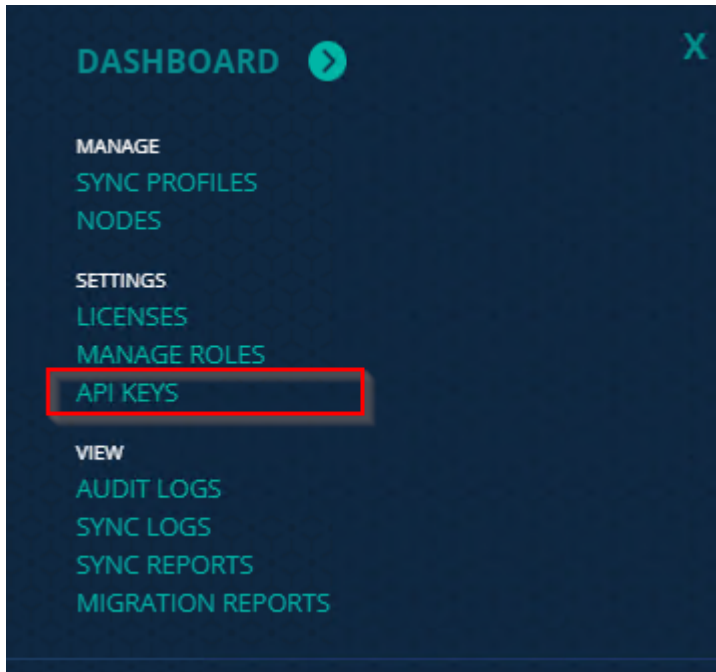 DASHBOARD
X
MANAGE
SYNC PROFILES
NODES
SETTINGS
LICENSES
MANAGE ROLES
API KEYS
VIEW
AUDIT LOGS
SYNC LOGS
SYNC REPORTS
MIGRATION REPORTS